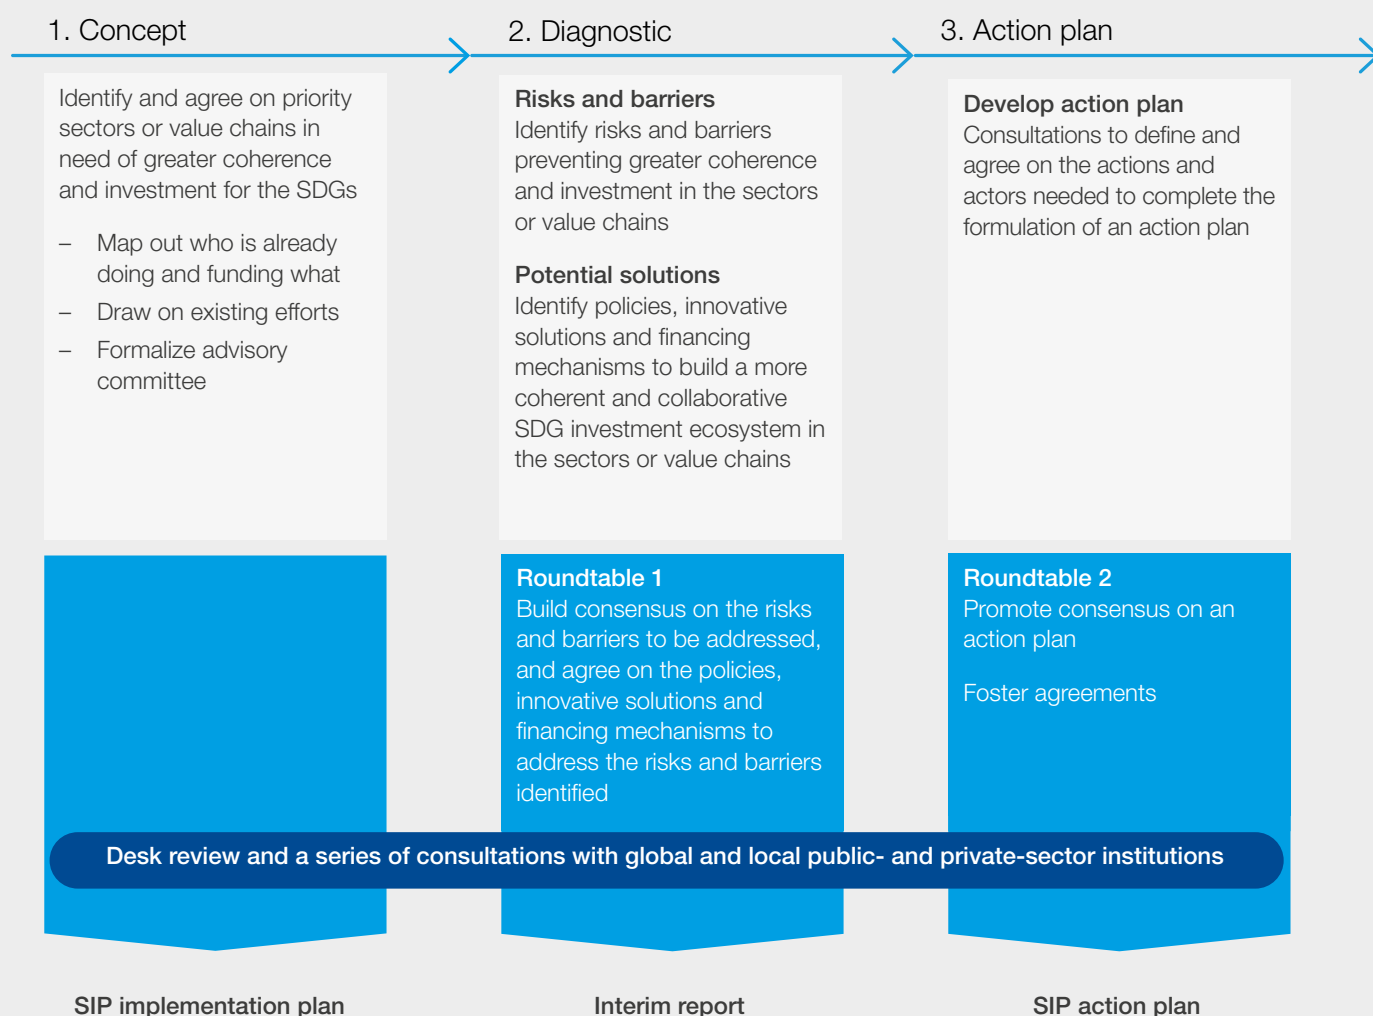 1. Concept
2. Diagnostic
3. Action plan
Identify and agree on priority
sectors or value chains in
need of greater coherence
and investment for the SDGs
– Map out who is already
doing and funding what
– Draw on existing efforts
– Formalize advisory
committee
Risks and barriers
Identify risks and barriers
preventing greater coherence
and investment in the sectors
or value chains
Potential solutions
Identify policies, innovative
solutions and financing
mechanisms to build a more
coherent and collaborative
SDG investment ecosystem in
the sectors or value chains
Develop action plan
Consultations to define and
agree on the actions and
actors needed to complete the
formulation of an action plan
Roundtable 1
Build consensus on the risks
and barriers to be addressed,
and agree on the policies,
innovative solutions and
financing mechanisms to
address the risks and barriers
identified
Roundtable 2
Promote consensus on an
action plan
Foster agreements
Desk review and a series of consultations with global and local public- and private-sector institutions
SIP implementation plan
Interim report
SIP action plan